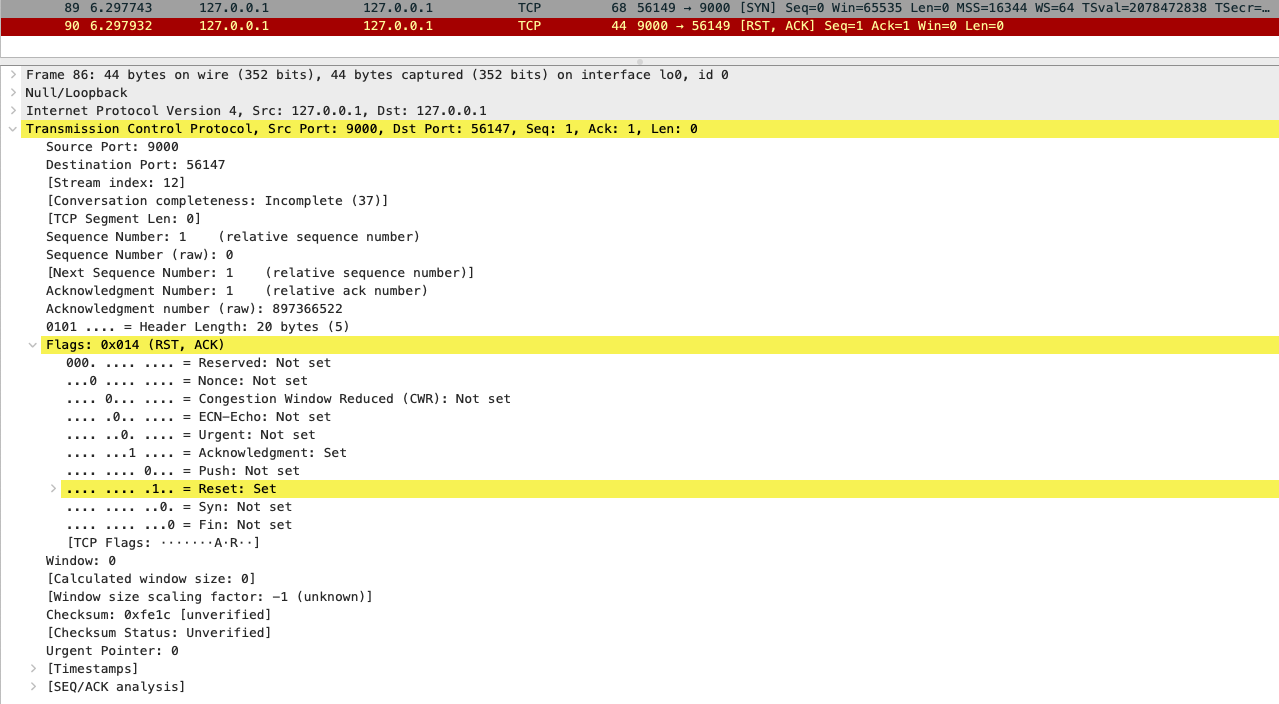 89 6.297743 127.0.0.1 127.0.0.1 TCP 68 56149 → 9000 [SYN] Seq=0 Win=65535 Len=0 MSS=16344 WS=64 TSval=2078472838 TSecr=…
90 6.297932 127.0.0.1 127.0.0.1 TCP 44 9000 → 56149 [RST, ACK] Seq=1 Ack=1 Win=0 Len=0
Frame 86: 44 bytes on wire (352 bits), 44 bytes captured (352 bits) on interface lo0, id 0
Null/Loopback
Internet Protocol Version 4, Src: 127.0.0.1, Dst: 127.0.0.1
Transmission Control Protocol, Src Port: 9000, Dst Port: 56147, Seq: 1, Ack: 1, Len: 0
Source Port: 9000
Destination Port: 56147
[Stream index: 12]
[Conversation completeness: Incomplete (37)]
[TCP Segment Len: 0]
Sequence Number: 1    (relative sequence number)
Sequence Number (raw): 0
[Next Sequence Number: 1    (relative sequence number)]
Acknowledgment Number: 1    (relative ack number)
Acknowledgment number (raw): 897366522
0101 .... = Header Length: 20 bytes (5)
Flags: 0x014 (RST, ACK)
000. .... .... = Reserved: Not set
...0 .... .... = Nonce: Not set
.... 0... .... = Congestion Window Reduced (CWR): Not set
.... .0.. .... = ECN-Echo: Not set
.... ..0. .... = Urgent: Not set
.... ...1 .... = Acknowledgment: Set
.... .... 0... = Push: Not set
.... .... .1.. = Reset: Set
.... .... ..0. = Syn: Not set
.... .... ...0 = Fin: Not set
[TCP Flags: ·······A·R··]
Window: 0
[Calculated window size: 0]
[Window size scaling factor: -1 (unknown)]
Checksum: 0xfe1c [unverified]
[Checksum Status: Unverified]
Urgent Pointer: 0
[Timestamps]
[SEQ/ACK analysis]